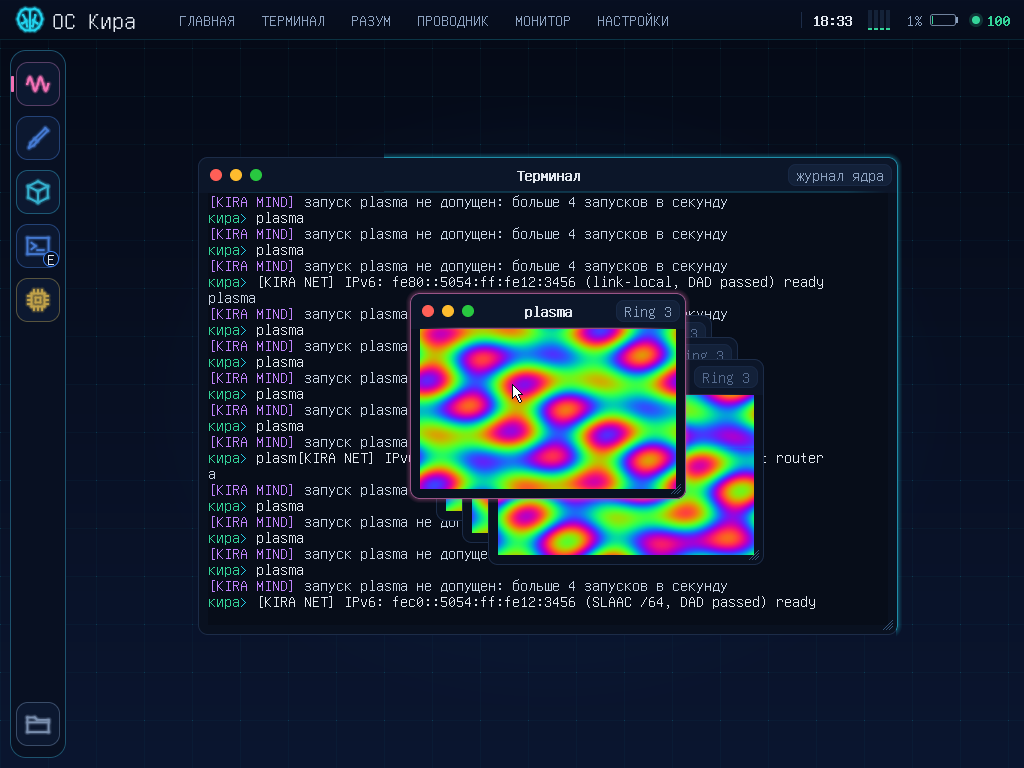 ОС Кира
ГЛАВНАЯ ТЕРМИНАЛ РАЗУМ ПРОВОДНИК МОНИТОР НАСТРОЙКИ
18:33 1% 100
Терминал журнал ядра
[KIRA MIND] запуск plasma не допущен: больше 4 запусков в секунду
кира> plasma
[KIRA MIND] запуск plasma не допущен: больше 4 запусков в секунду
кира> plasma
[KIRA MIND] запуск plasma не допущен: больше 4 запусков в секунду
кира> [KIRA NET] IPv6: fe80::5054:ff:fe12:3456 (link-local, DAD passed) ready
plasma
[KIRA MIND] запуск plasma секунду
plasma Ring 3
кира> plasma
3
[KIRA MIND] запуск plasma
ing 3
кира> plasma
[KIRA MIND] запуск plasma
Ring 3
кира> plasma
[KIRA MIND] запуск plasma
кира> plasma
[KIRA MIND] запуск plasma
кира> plasm[KIRA NET] router
a
[KIRA MIND] запуск plasma
кира> plasma
[KIRA MIND] запуск plasma не
кира> plasma
[KIRA MIND] запуск plasma не допуще
кира> plasma
[KIRA MIND] запуск plasma не допущен: больше 4 запусков в секунду
кира> [KIRA NET] IPv6: fec0::5054:ff:fe12:3456 (SLAAC /64, DAD passed) ready
E